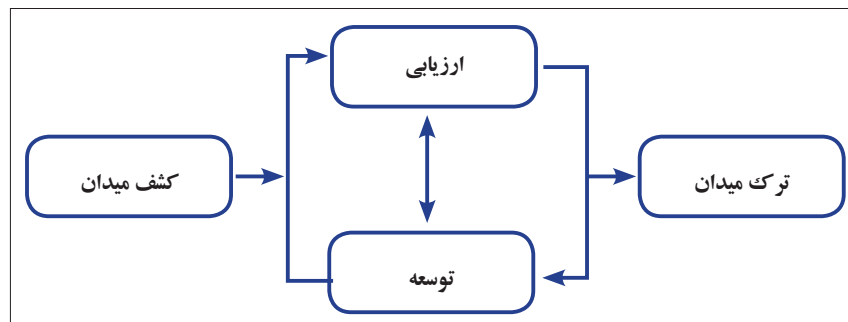 ارزیابی
کشف میدان
ترک میدان
توسعه